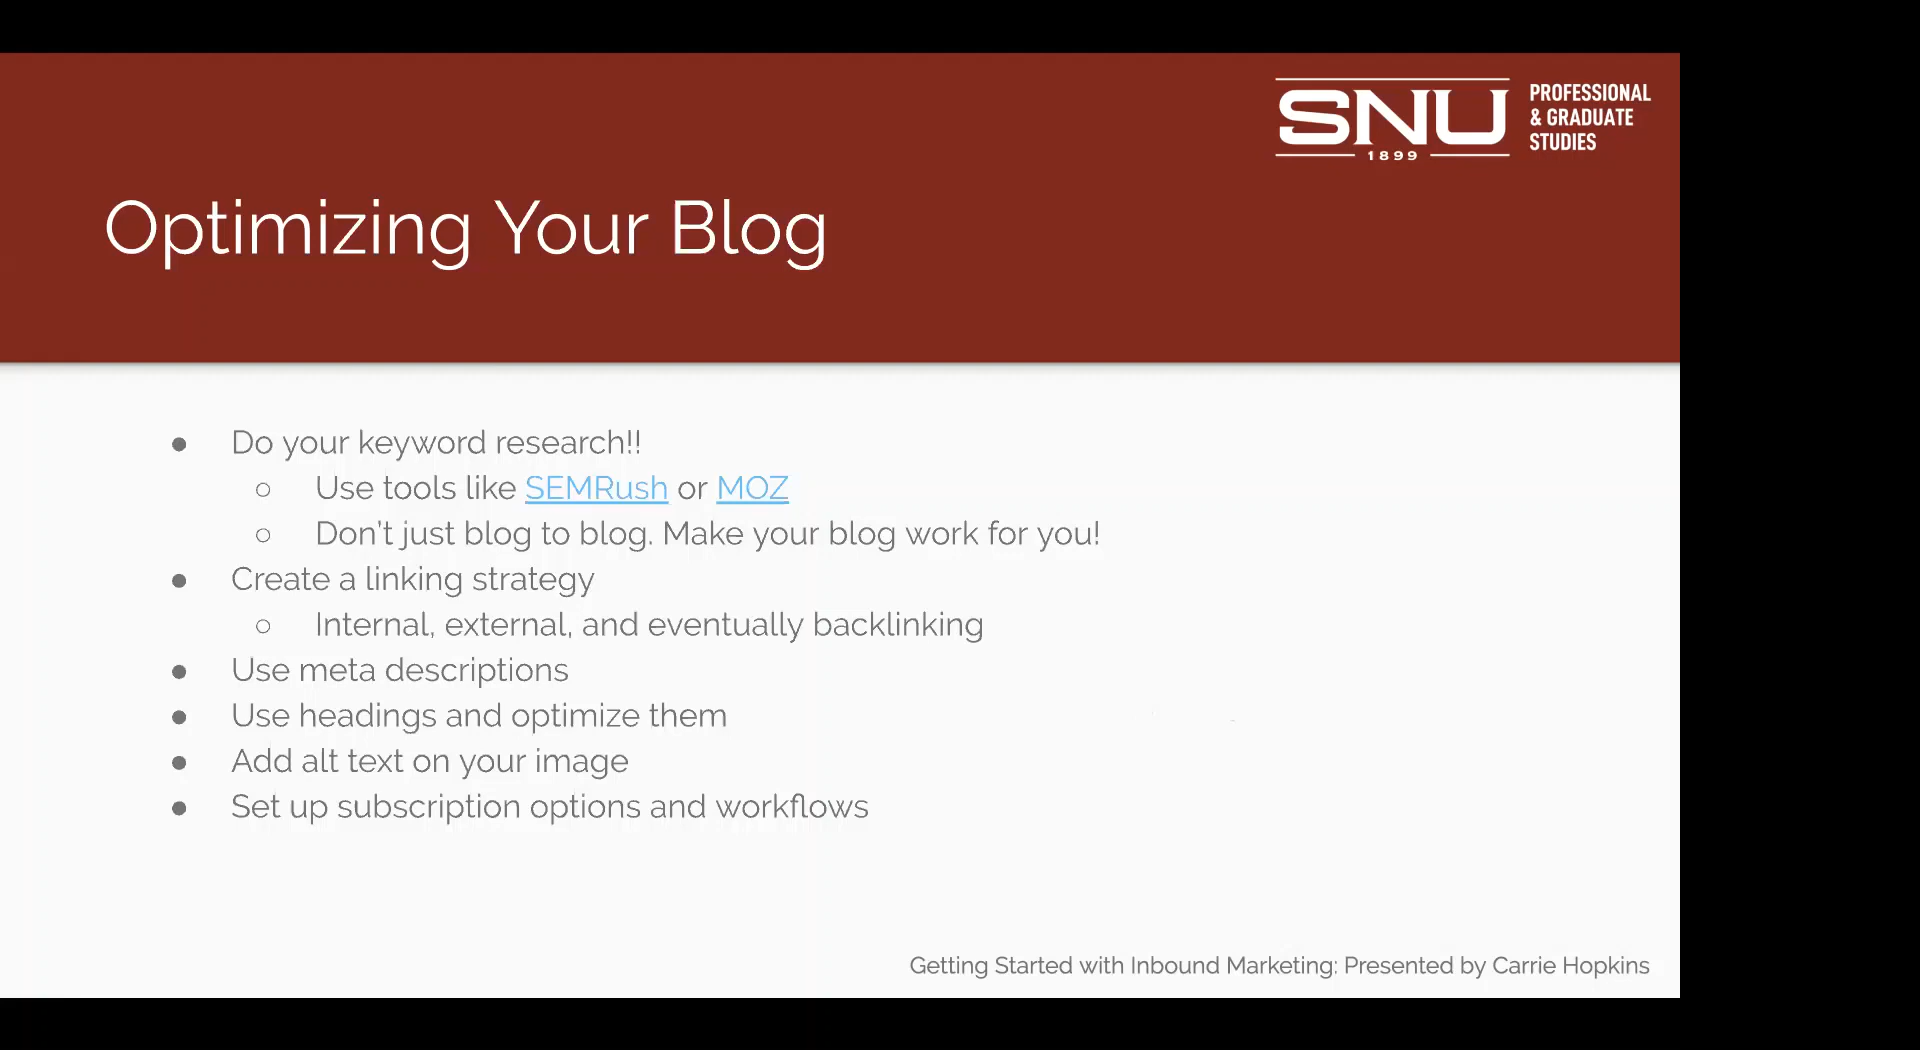 SNU
1899
PROFESSIONAL
& GRADUATE
STUDIES
Optimizing Your Blog
● Do your keyword research!!
○ Use tools like SEMRush or MOZ
○ Don't just blog to blog. Make your blog work for you!
● Create a linking strategy
○ Internal, external, and eventually backlinking
● Use meta descriptions
● Use headings and optimize them
● Add alt text on your image
● Set up subscription options and workflows
Getting Started with Inbound Marketing: Presented by Carrie Hopkins